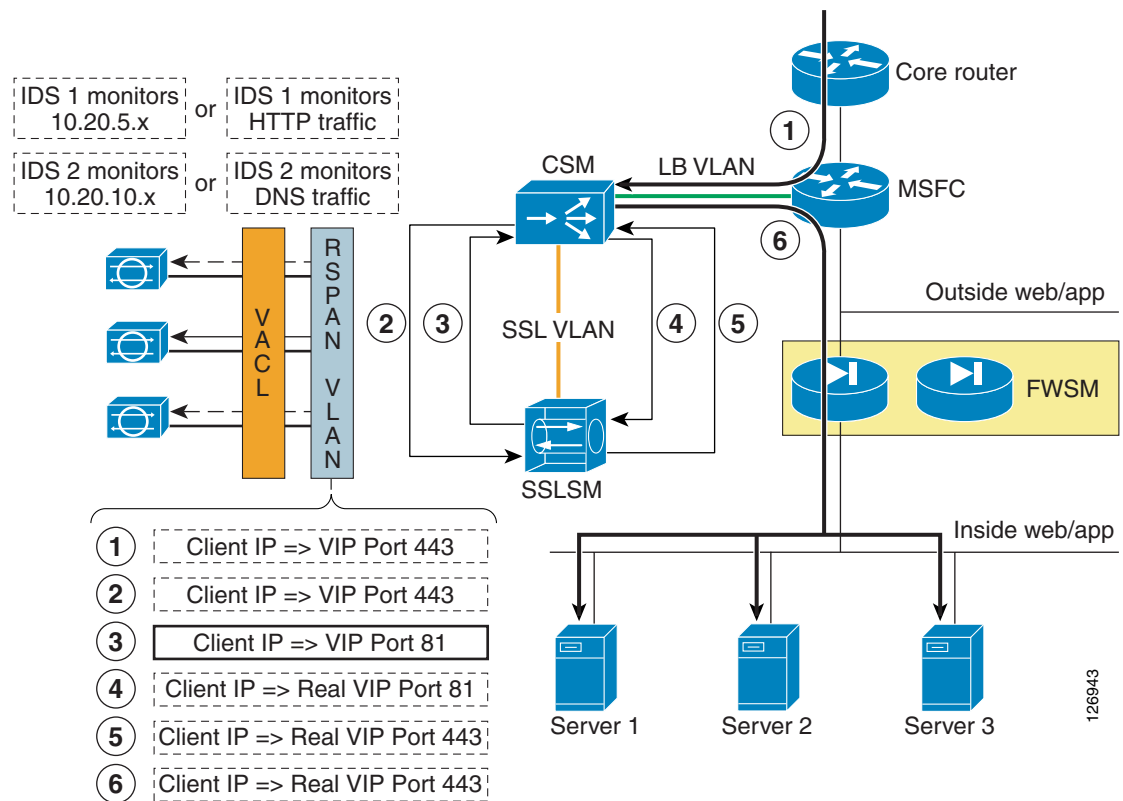 Core router
IDS 1 monitors
10.20.5.x
or
IDS 1 monitors
HTTP traffic
1
IDS 2 monitors
10.20.10.x
or
IDS 2 monitors
DNS traffic
CSM
LB VLAN
MSFC
6
RSPAN VLAN
VACL
Outside web/app
2
3
SSL VLAN
4
5
FWSM
SSLSM
Inside web/app
1
Client IP => VIP Port 443
2
Client IP => VIP Port 443
3
Client IP => VIP Port 81
4
Client IP => Real VIP Port 81
5
Client IP => Real VIP Port 443
6
Client IP => Real VIP Port 443
Server 1
Server 2
Server 3
126943